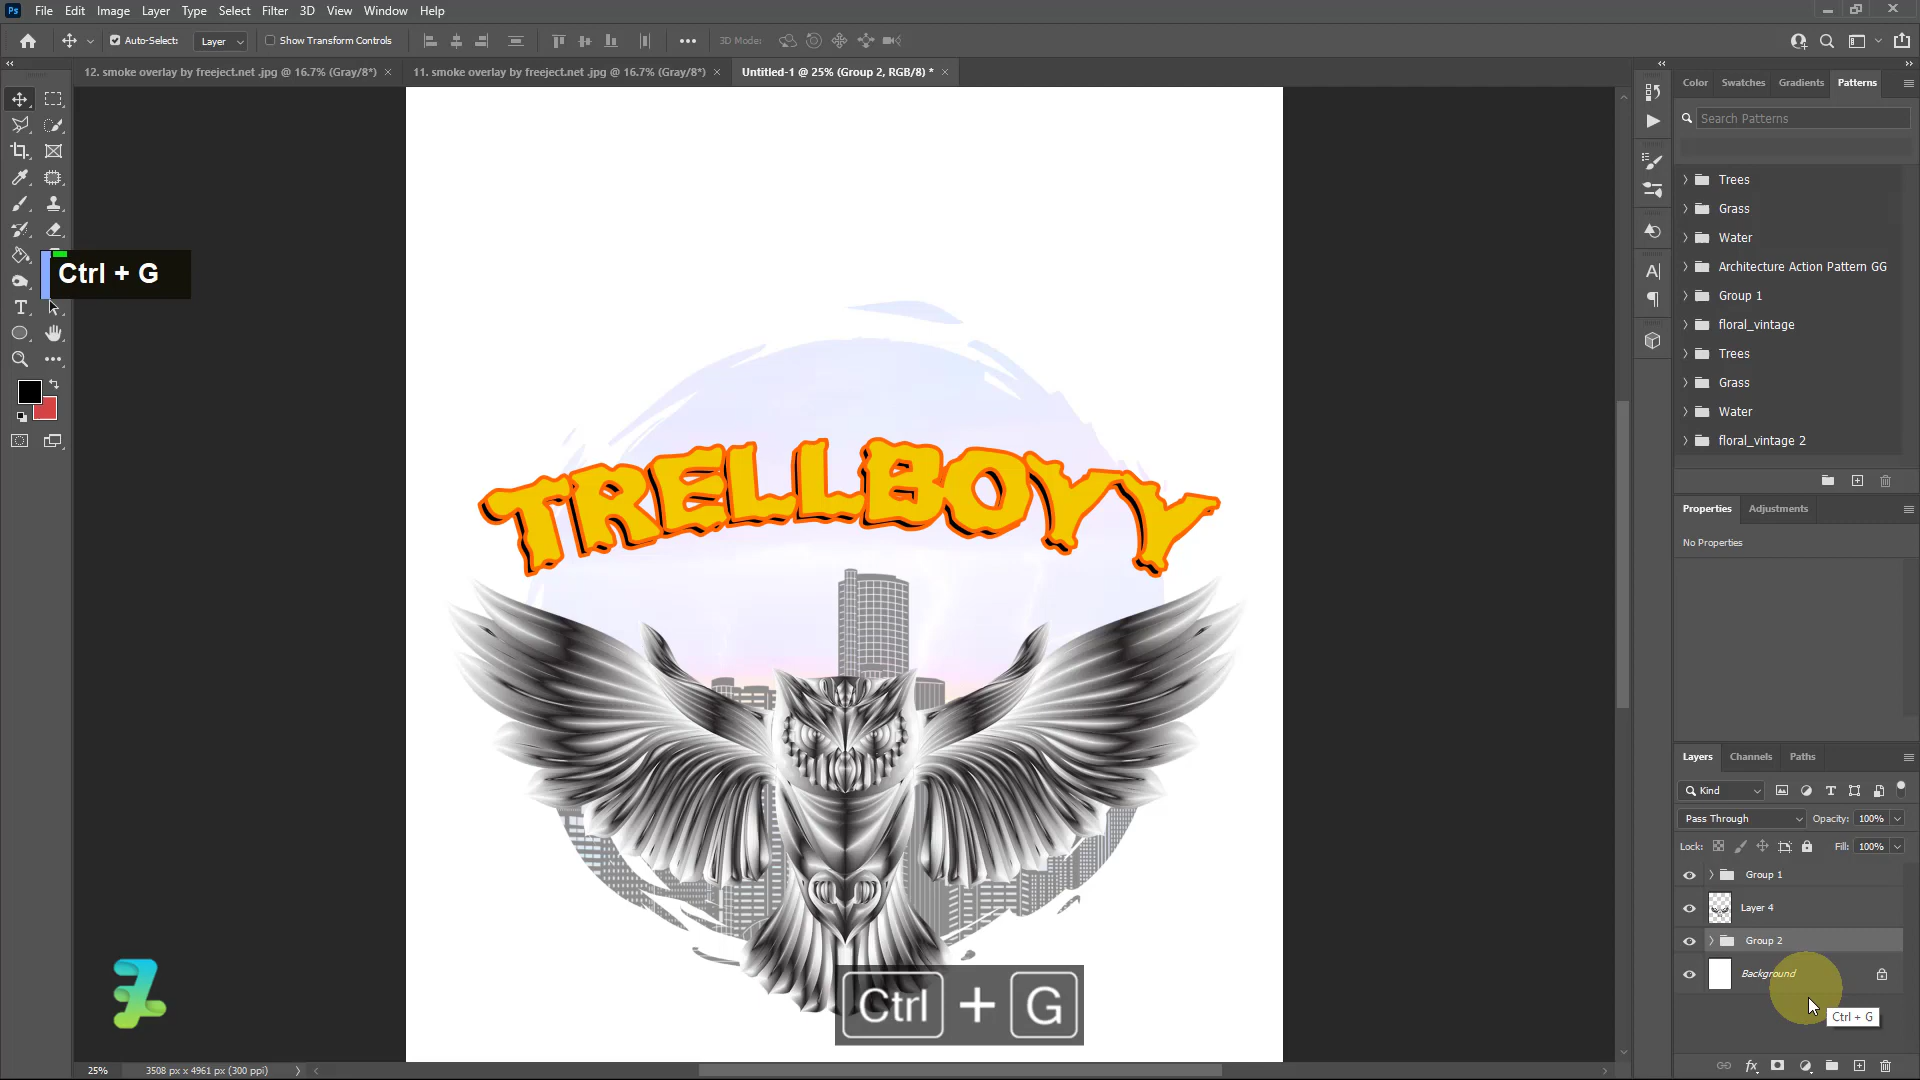 Ps File Edit Image Layer Type Select Filter 3D View Window Help
Auto-Select: Layer Show Transform Controls 3D Mode:
12. smoke overlay by freeject.net .jpg @ 16.7% (Gray/8*) × 11. smoke overlay by freeject.net .jpg @ 16.7% (Gray/8*) × Untitled-1 @ 25% (Group 2, RGB/8) * ×
Color Swatches Gradients Patterns
Search Patterns
Trees
Grass
Water
Architecture Action Pattern GG
Group 1
floral_vintage
Trees
Grass
Water
floral_vintage 2
Ctrl + G
TRELLBOYY
Properties Adjustments
No Properties
Layers Channels Paths
Kind
Pass Through Opacity: 100%
Lock: Fill: 100%
Group 1
Layer 4
Group 2
Background
Ctrl + G
Ctrl + G
25% 3508 px x 4961 px (300 ppi)